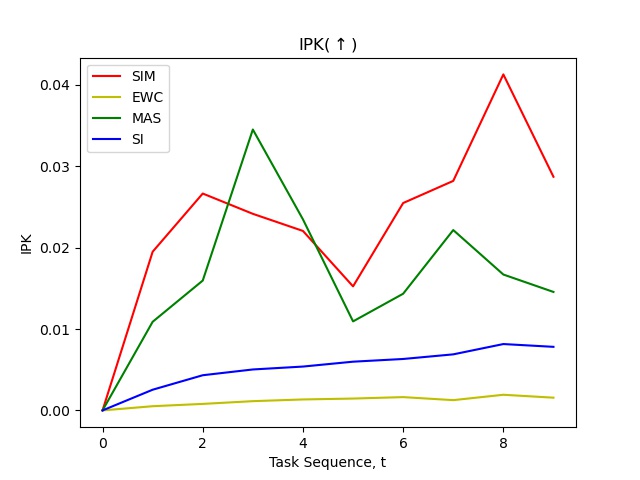 IPK( ↑ )
SIM
EWC
MAS
SI
0.04
0.03
0.02
0.01
0.00
IPK
0 2 4 6 8
Task Sequence, t